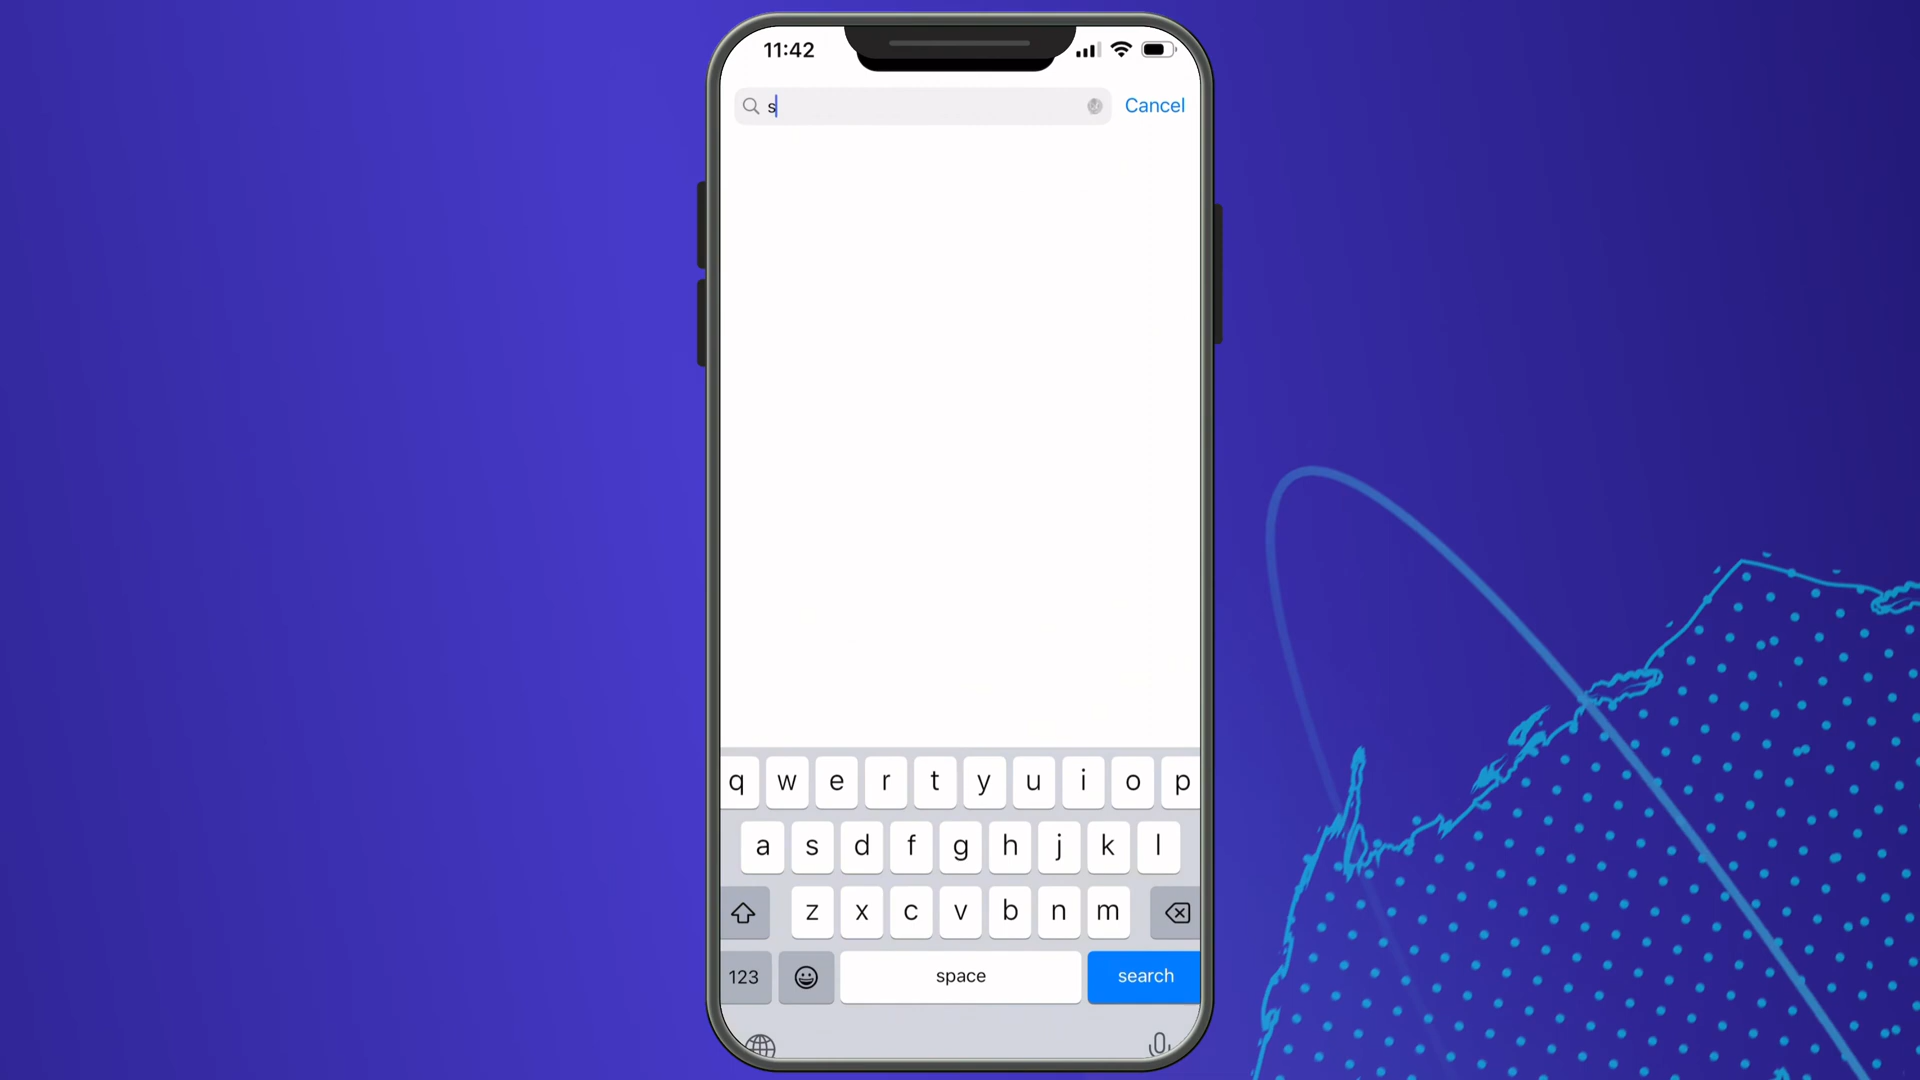 11:42
s
Cancel
q w e r t y u i o p
a s d f g h j k l
z x c v b n m
123 space search